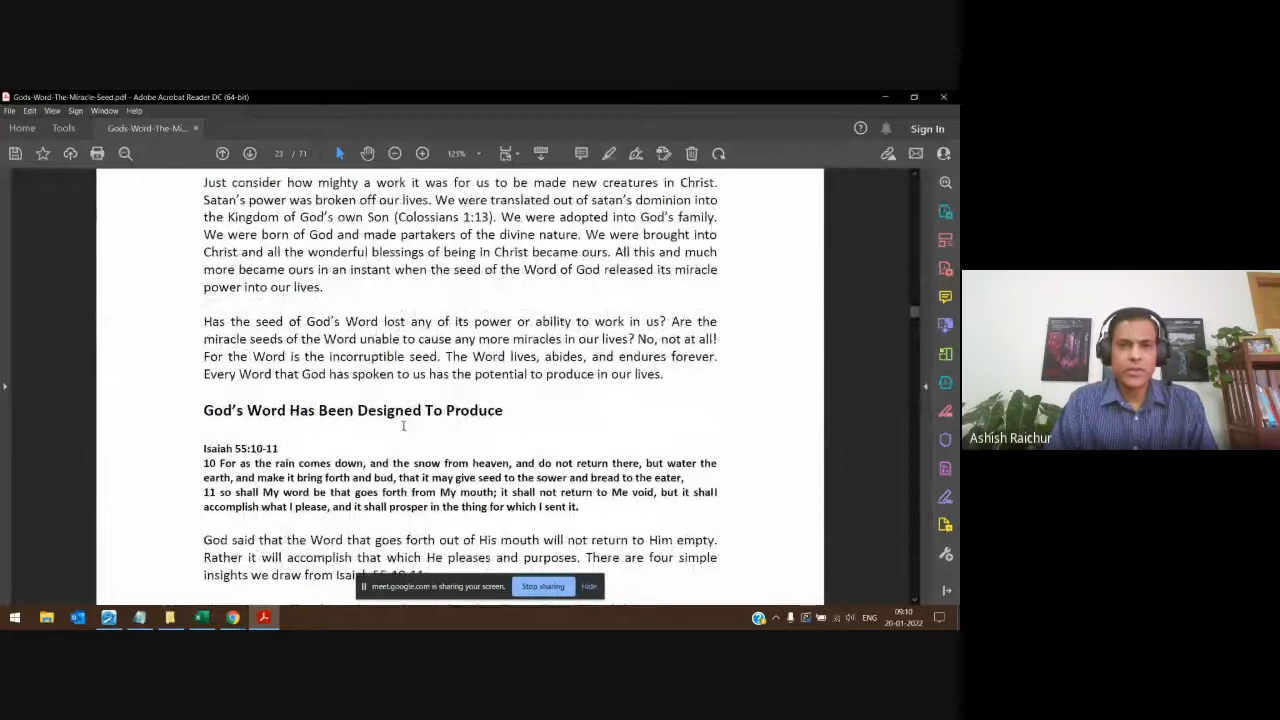 Gods-Word-The-Miracle-Seed.pdf - Adobe Acrobat Reader DC (64-bit)
File Edit View Sign Window Help
Home Tools Gods-Word-The-Mi... × Sign In
23 / 71 125%
Just consider how mighty a work it was for us to be made new creatures in Christ.
Satan's power was broken off our lives. We were translated out of satan's dominion into
the Kingdom of God's own Son (Colossians 1:13). We were adopted into God's family.
We were born of God and made partakers of the divine nature. We were brought into
Christ and all the wonderful blessings of being in Christ became ours. All this and much
more became ours in an instant when the seed of the Word of God released its miracle
power into our lives.
Has the seed of God's Word lost any of its power or ability to work in us? Are the
miracle seeds of the Word unable to cause any more miracles in our lives? No, not at all!
For the Word is the incorruptible seed. The Word lives, abides, and endures forever.
Every Word that God has spoken to us has the potential to produce in our lives.
God's Word Has Been Designed To Produce
Isaiah 55:10-11
10 For as the rain comes down, and the snow from heaven, and do not return there, but water the
earth, and make it bring forth and bud, that it may give seed to the sower and bread to the eater,
11 so shall My word be that goes forth from My mouth; it shall not return to Me void, but it shall
accomplish what I please, and it shall prosper in the thing for which I sent it.
God said that the Word that goes forth out of His mouth will not return to Him empty.
Rather it will accomplish that which He pleases and purposes. There are four simple
insights we draw from Isaiah 55:10-11
meet.google.com is sharing your screen. Stop sharing Hide
ENG 09:10
20-01-2022
Ashish Raichur